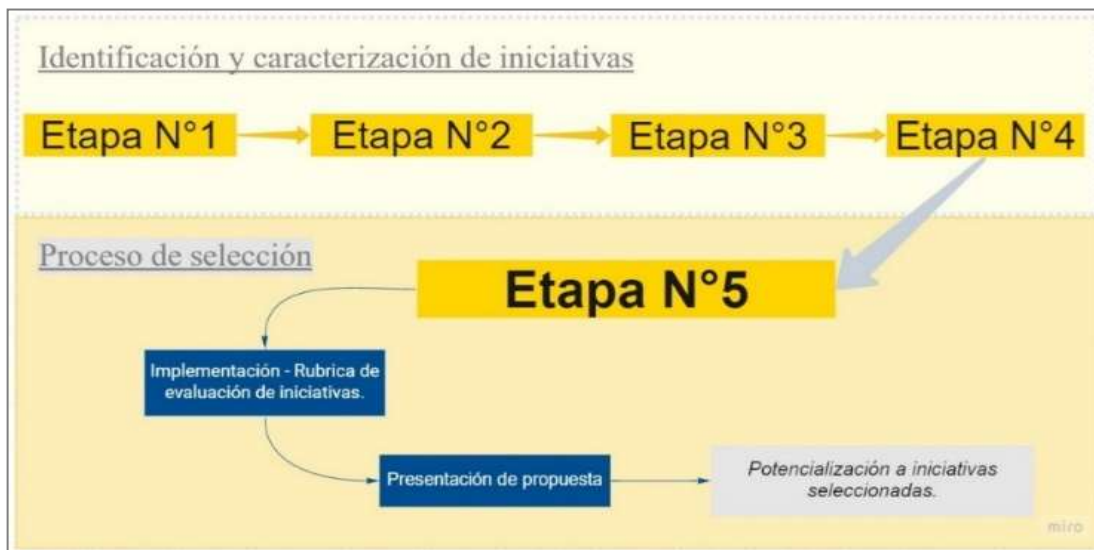 Identificación y caracterización de iniciativas
Etapa N°1
Etapa N°2
Etapa N°3
Etapa N°4
Proceso de selección
Etapa N°5
Implementación - Rubrica de
evaluación de iniciativas.
Presentación de propuesta
Potencialización a iniciativas
seleccionadas.
miro